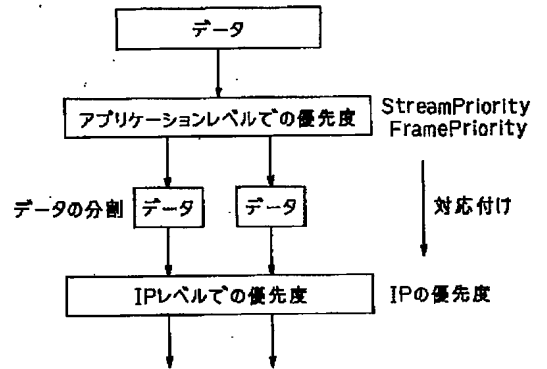 データ
アプリケーションレベルでの優先度
StreamPriority
FramePriority
データの分割
データ
データ
対応付け
IPレベルでの優先度
IPの優先度